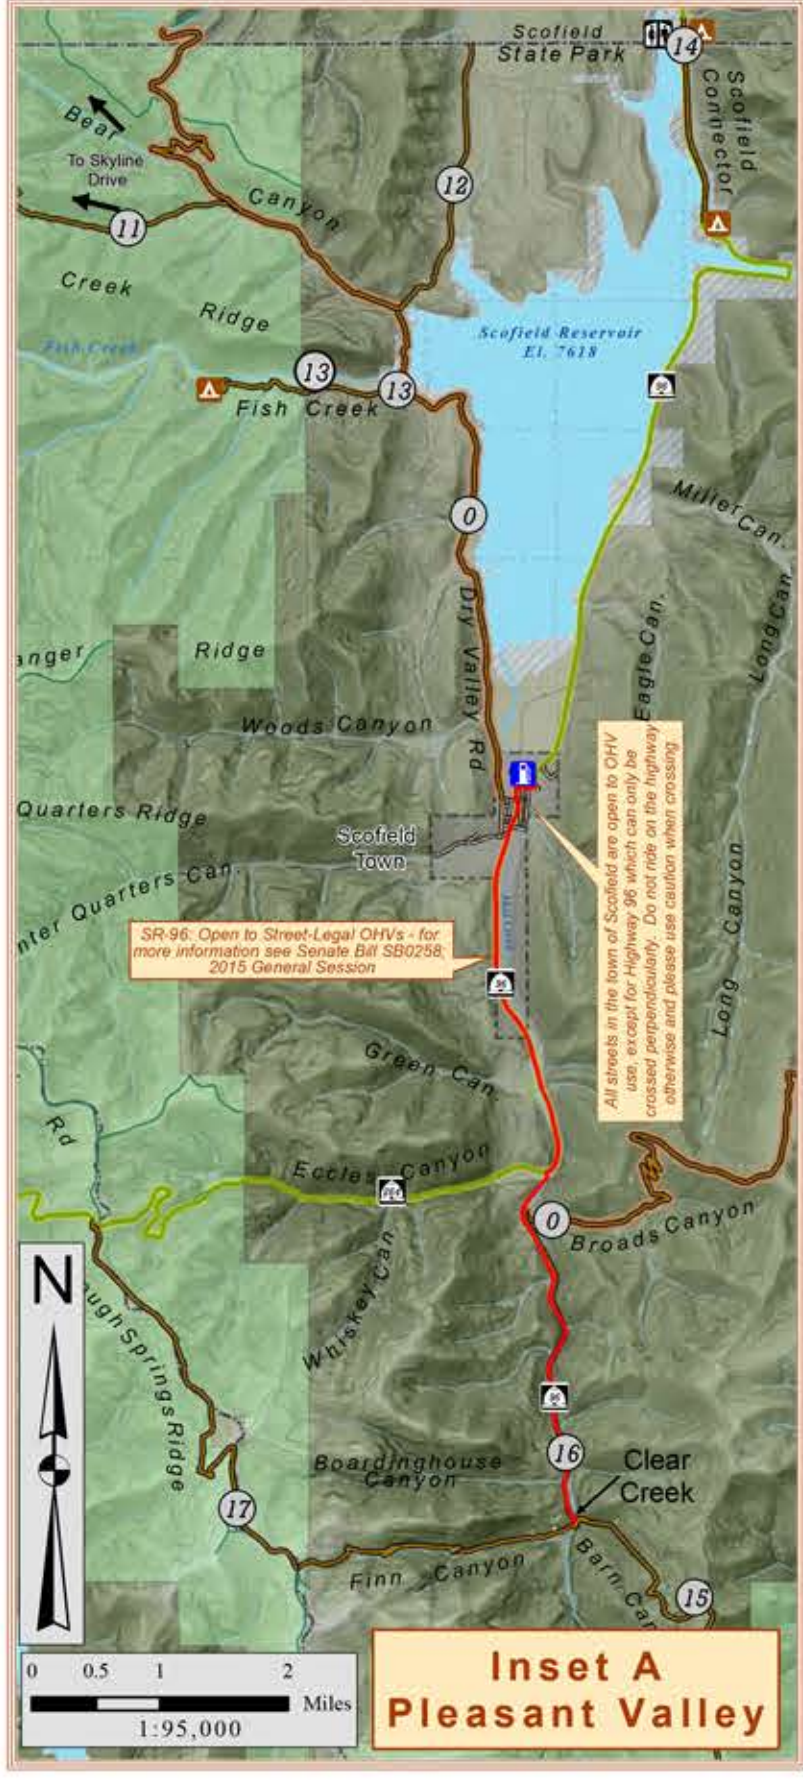 Scofield
State Park
14
Scofield
Connector
Bear
Canyon
To Skyline
Drive
12
11
Creek
Ridge
Scofield Reservoir
El. 7618
Fish Creek
13
13
Fish Creek
96
0
Miller Can.
Long Can.
Dry Valley Rd
Eagle Can.
anger
Ridge
Woods Canyon
Quarters Ridge
Scofield
Town
nter Quarters Can.
All streets in the town of Scofield are open to OHV
use, except for Highway 96 which can only be
crossed perpendicularly. Do not ride on the highway
otherwise and please use caution when crossing
Long Canyon
SR-96: Open to Street-Legal OHVs - for
more information see Senate Bill SB0258;
2015 General Session
96
Green Can.
Rd
Eccles Canyon
0
Broads Canyon
N
Whiskey Can
ough Springs Ridge
96
16
Boardinghouse
Canyon
Clear
Creek
17
Finn Canyon
Barn Can
15
0 0.5 1 2
Miles
1:95,000
Inset A
Pleasant Valley